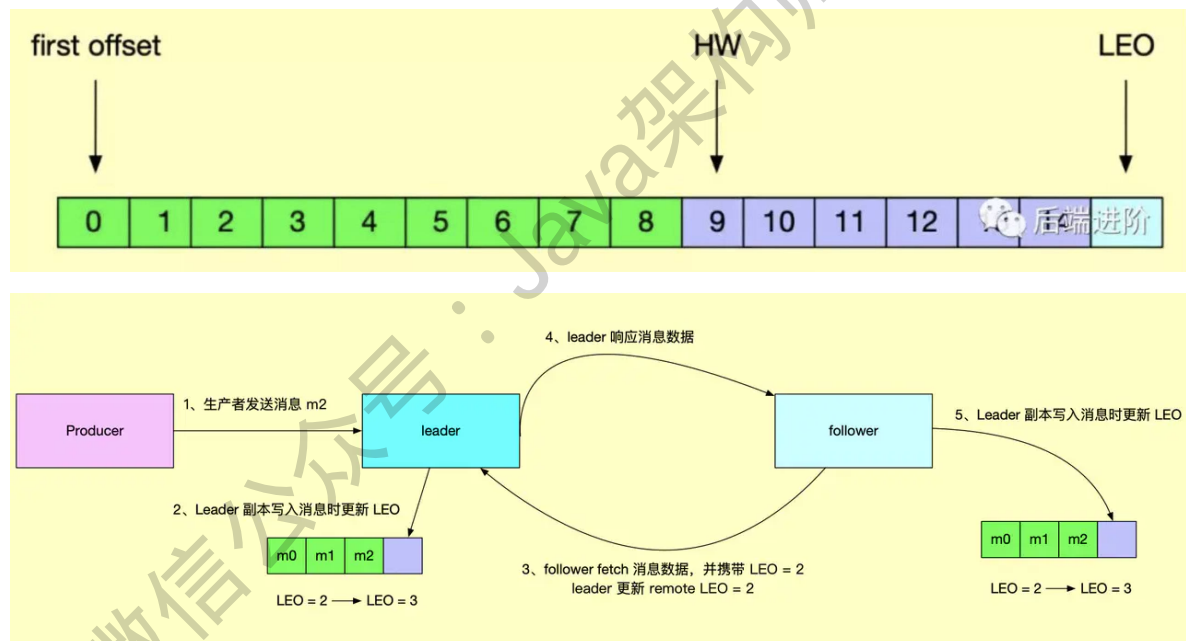 first offset
HW
LEO
0 1 2 3 4 5 6 7 8 9 10 11 12 14
后端进阶
4、leader 响应消息数据
1、生产者发送消息 m2
5、Leader 副本写入消息时更新 LEO
Producer
leader
follower
2、Leader 副本写入消息时更新 LEO
m0 m1 m2
m0 m1 m2
3、follower fetch 消息数据，并携带 LEO = 2
leader 更新 remote LEO = 2
LEO = 2 → LEO = 3
LEO = 2 → LEO = 3
微信公众号：Java架构师